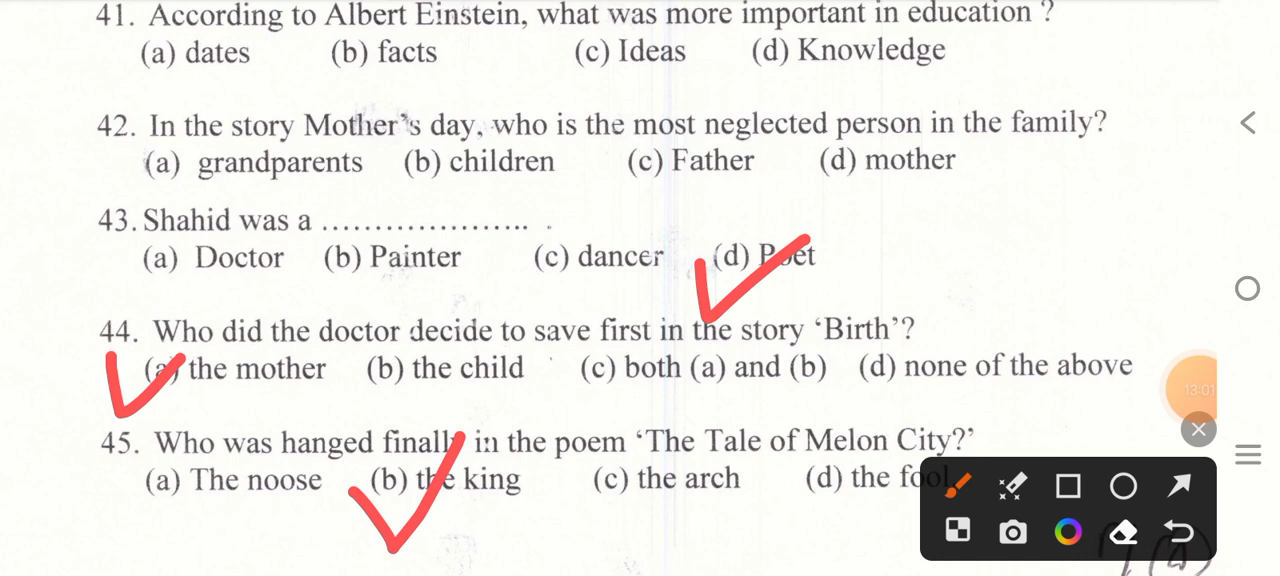 41. According to Albert Einstein, what was more important in education ?
(a) dates (b) facts (c) Ideas (d) Knowledge
42. In the story Mother's day, who is the most neglected person in the family?
(a) grandparents (b) children (c) Father (d) mother
43. Shahid was a ....................
(a) Doctor (b) Painter (c) dancer (d) Poet
44. Who did the doctor decide to save first in the story ‘Birth’?
(a) the mother (b) the child (c) both (a) and (b) (d) none of the above
13:01
45. Who was hanged finally in the poem ‘The Tale of Melon City?’
(a) The noose (b) the king (c) the arch (d) the fool